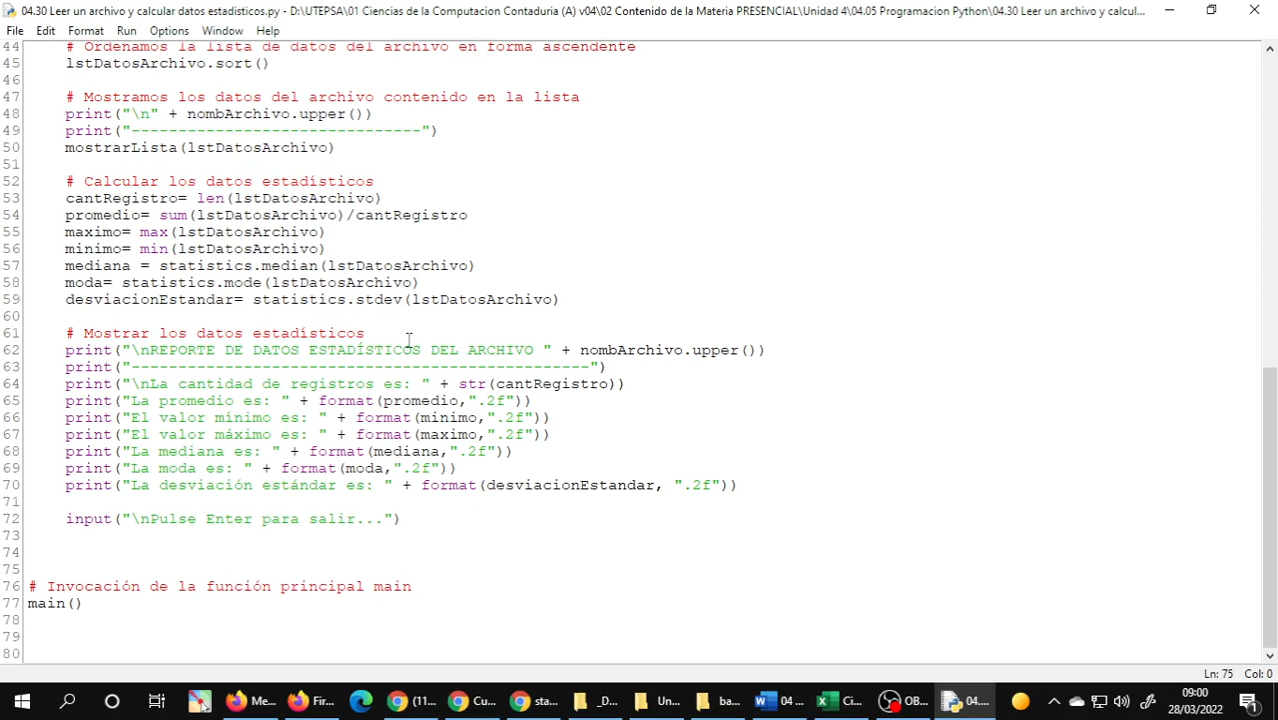 04.30 Leer un archivo y calcular datos estadisticos.py - D:\UTEPSA\01 Ciencias de la Computacion Contaduria (A) v04\02 Contenido de la Materia PRESENCIAL\Unidad 4\04.05 Programacion Python\04.30 Leer un archivo y calcul...
File Edit Format Run Options Window Help
44 # Ordenamos la lista de datos del archivo en forma ascendente
45 lstDatosArchivo.sort()
46
47 # Mostramos los datos del archivo contenido en la lista
48 print("\n" + nombArchivo.upper())
49 print("-------------------------------")
50 mostrarLista(lstDatosArchivo)
51
52 # Calcular los datos estadísticos
53 cantRegistro= len(lstDatosArchivo)
54 promedio= sum(lstDatosArchivo)/cantRegistro
55 maximo= max(lstDatosArchivo)
56 minimo= min(lstDatosArchivo)
57 mediana = statistics.median(lstDatosArchivo)
58 moda= statistics.mode(lstDatosArchivo)
59 desviacionEstandar= statistics.stdev(lstDatosArchivo)
60
61 # Mostrar los datos estadísticos
62 print("\nREPORTE DE DATOS ESTADÍSTICOS DEL ARCHIVO " + nombArchivo.upper())
63 print("-------------------------------------------------")
64 print("\nLa cantidad de registros es: " + str(cantRegistro))
65 print("La promedio es: " + format(promedio,".2f"))
66 print("El valor mínimo es: " + format(minimo,".2f"))
67 print("El valor máximo es: " + format(maximo,".2f"))
68 print("La mediana es: " + format(mediana,".2f"))
69 print("La moda es: " + format(moda,".2f"))
70 print("La desviación estándar es: " + format(desviacionEstandar, ".2f"))
71
72 input("\nPulse Enter para salir...")
73
74
75
76 # Invocación de la función principal main
77 main()
78
79
80
Ln: 75 Col: 0
Me... Fir... (11... Cu... sta... _D... Un... ba... 04 ... Ci... OB... 04.... 09:00
28/03/2022
1